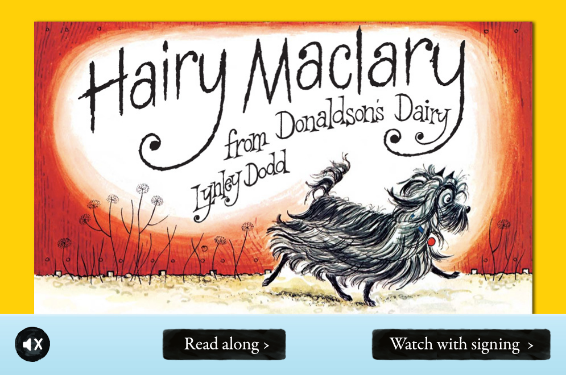 Hairy Maclary
from Donaldson's Dairy
Lynley Dodd
Read along ›
Watch with signing ›